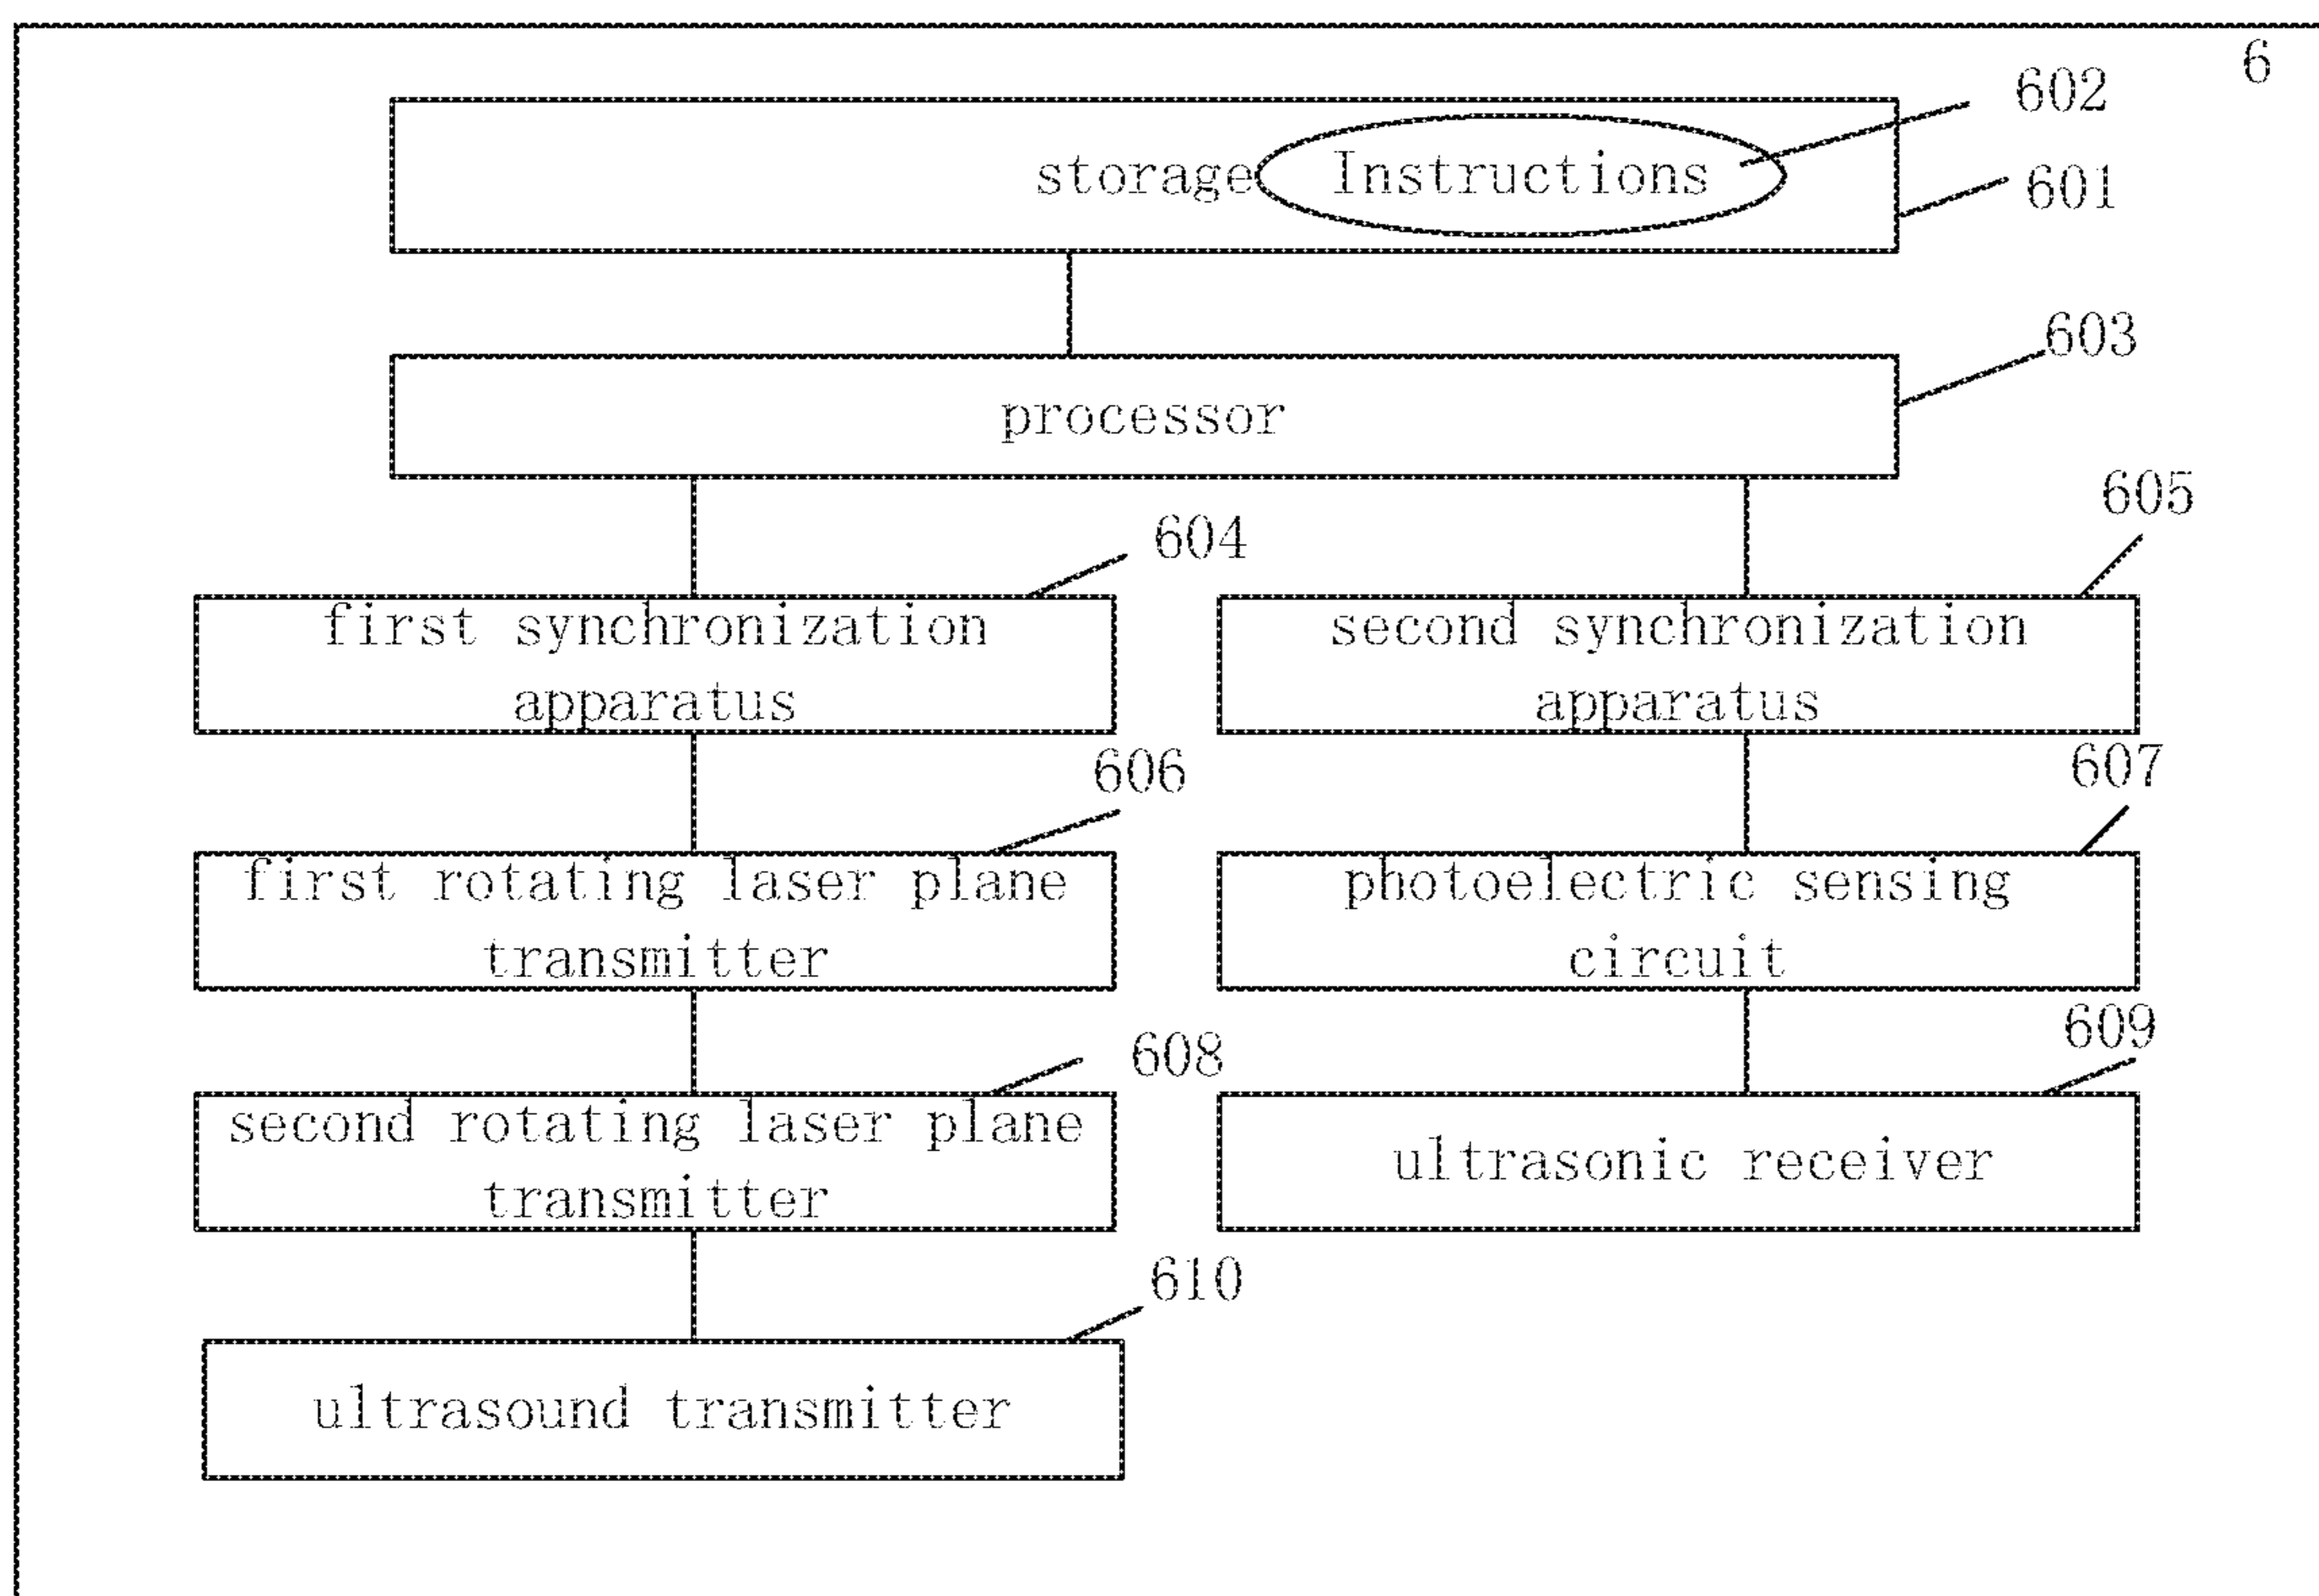 6
602
storage Instructions
601
603
processor
604
605
first synchronization
apparatus
second synchronization
apparatus
606
607
first rotating laser plane
transmitter
photoelectric sensing
circuit
608
609
second rotating laser plane
transmitter
ultrasonic receiver
610
ultrasound transmitter